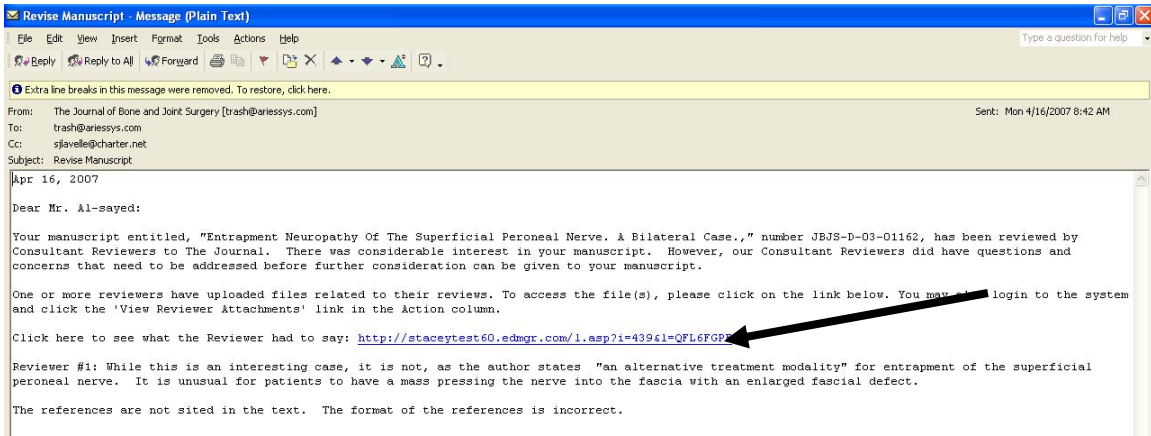 Revise Manuscript - Message (Plain Text)
File Edit View Insert Format Tools Actions Help
Type a question for help
Reply Reply to All Forward
Extra line breaks in this message were removed. To restore, click here.
From: The Journal of Bone and Joint Surgery [trash@ariessys.com]
Sent: Mon 4/16/2007 8:42 AM
To: trash@ariessys.com
Cc: sjlavelle@charter.net
Subject: Revise Manuscript
Apr 16, 2007
Dear Mr. Al-sayed:
Your manuscript entitled, "Entrapment Neuropathy Of The Superficial Peroneal Nerve. A Bilateral Case.," number JBJS-D-03-01162, has been reviewed by
Consultant Reviewers to The Journal. There was considerable interest in your manuscript. However, our Consultant Reviewers did have questions and
concerns that need to be addressed before further consideration can be given to your manuscript.
One or more reviewers have uploaded files related to their reviews. To access the file(s), please click on the link below. You may login to the system
and click the 'View Reviewer Attachments' link in the Action column.
Click here to see what the Reviewer had to say:
Reviewer #1: While this is an interesting case, it is not, as the author states "an alternative treatment modality" for entrapment of the superficial
peroneal nerve. It is unusual for patients to have a mass pressing the nerve into the fascia with an enlarged fascial defect.
The references are not sited in the text. The format of the references is incorrect.